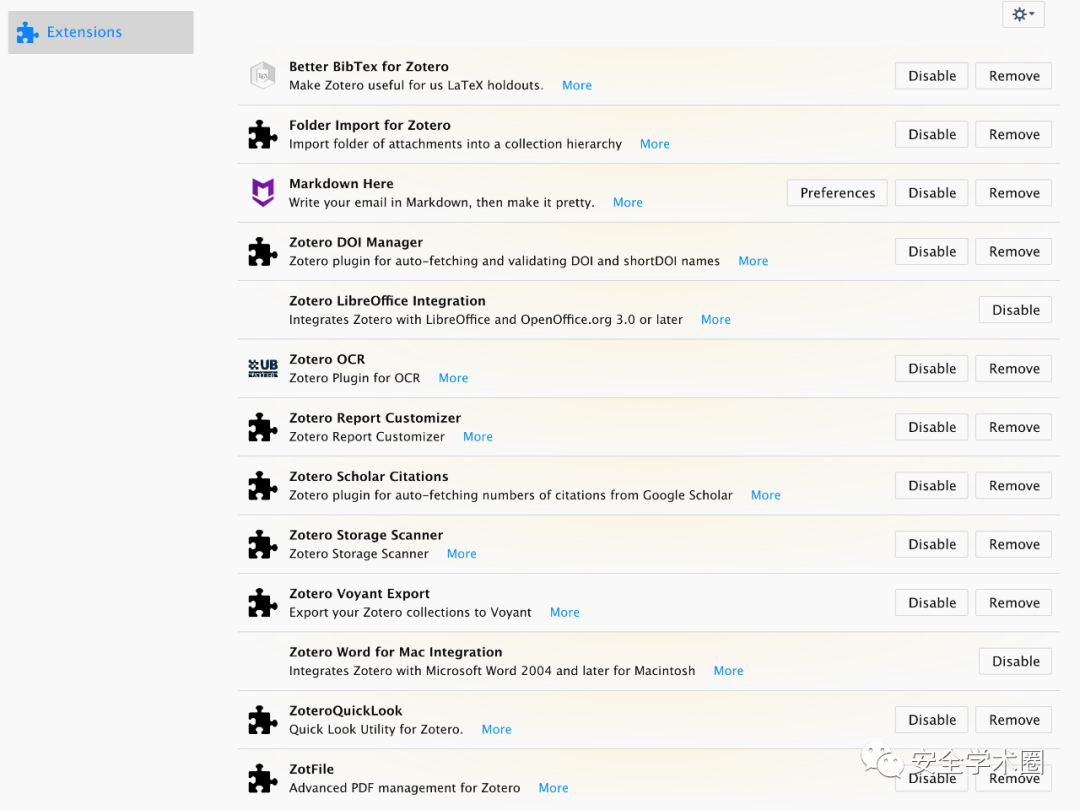 Extensions
Better BibTex for Zotero
Make Zotero useful for us LaTeX holdouts. More
Disable Remove
Folder Import for Zotero
Import folder of attachments into a collection hierarchy More
Disable Remove
Markdown Here
Write your email in Markdown, then make it pretty. More
Preferences Disable Remove
Zotero DOI Manager
Zotero plugin for auto-fetching and validating DOI and shortDOI names More
Disable Remove
Zotero LibreOffice Integration
Integrates Zotero with LibreOffice and OpenOffice.org 3.0 or later More
Disable
UB
Zotero OCR
Zotero Plugin for OCR More
Disable Remove
Zotero Report Customizer
Zotero Report Customizer More
Disable Remove
Zotero Scholar Citations
Zotero plugin for auto-fetching numbers of citations from Google Scholar More
Disable Remove
Zotero Storage Scanner
Zotero Storage Scanner More
Disable Remove
Zotero Voyant Export
Export your Zotero collections to Voyant More
Disable Remove
Zotero Word for Mac Integration
Integrates Zotero with Microsoft Word 2004 and later for Macintosh More
Disable
ZoteroQuickLook
Quick Look Utility for Zotero. More
Disable Remove
ZotFile
Advanced PDF management for Zotero More
Disable Remove
安全学术圈